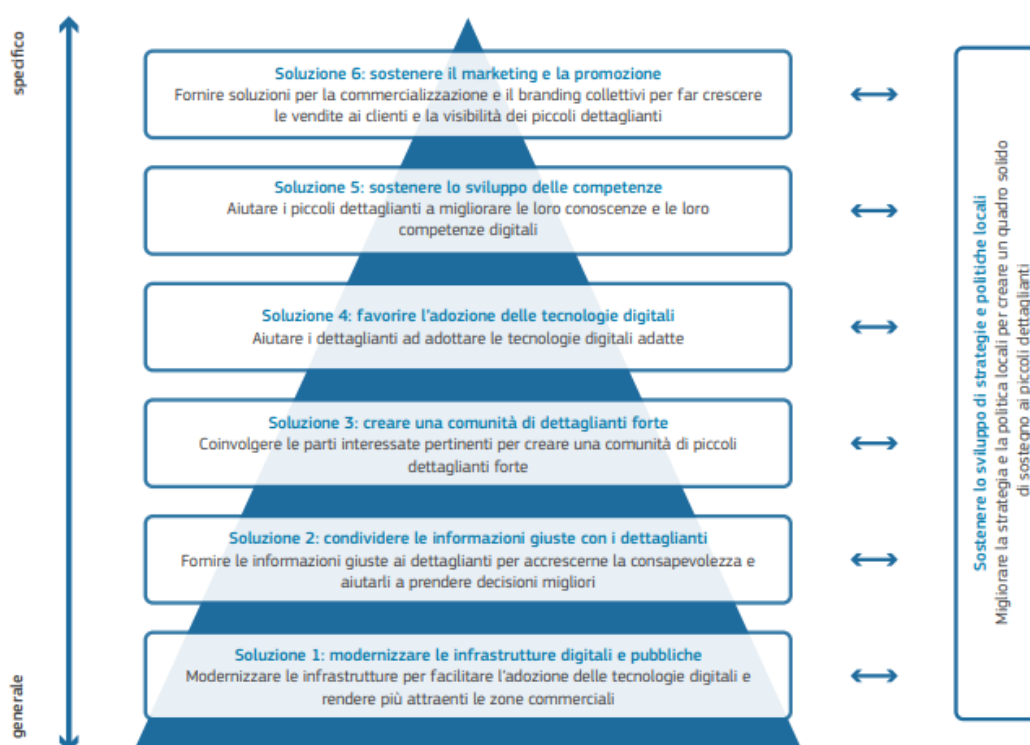 specifico
Soluzione 6: sostenere il marketing e la promozione
Fornire soluzioni per la commercializzazione e il branding collettivi per far crescere
le vendite ai clienti e la visibilità dei piccoli dettaglianti
Soluzione 5: sostenere lo sviluppo delle competenze
Aiutare i piccoli dettaglianti a migliorare le loro conoscenze e le loro
competenze digitali
Soluzione 4: favorire l'adozione delle tecnologie digitali
Aiutare i dettaglianti ad adottare le tecnologie digitali adatte
Soluzione 3: creare una comunità di dettaglianti forte
Coinvolgere le parti interessate pertinenti per creare una comunità di piccoli
dettaglianti forte
Soluzione 2: condividere le informazioni giuste con i dettaglianti
Fornire le informazioni giuste ai dettaglianti per accrescerne la consapevolezza e
aiutarli a prendere decisioni migliori
Soluzione 1: modernizzare le infrastrutture digitali e pubbliche
Modernizzare le infrastrutture per facilitare l'adozione delle tecnologie digitali e
rendere più attraenti le zone commerciali
generale
Sostenere lo sviluppo di strategie e politiche locali
Migliorare la strategia e la politica locali per creare un quadro solido
di sostegno ai piccoli dettaglianti